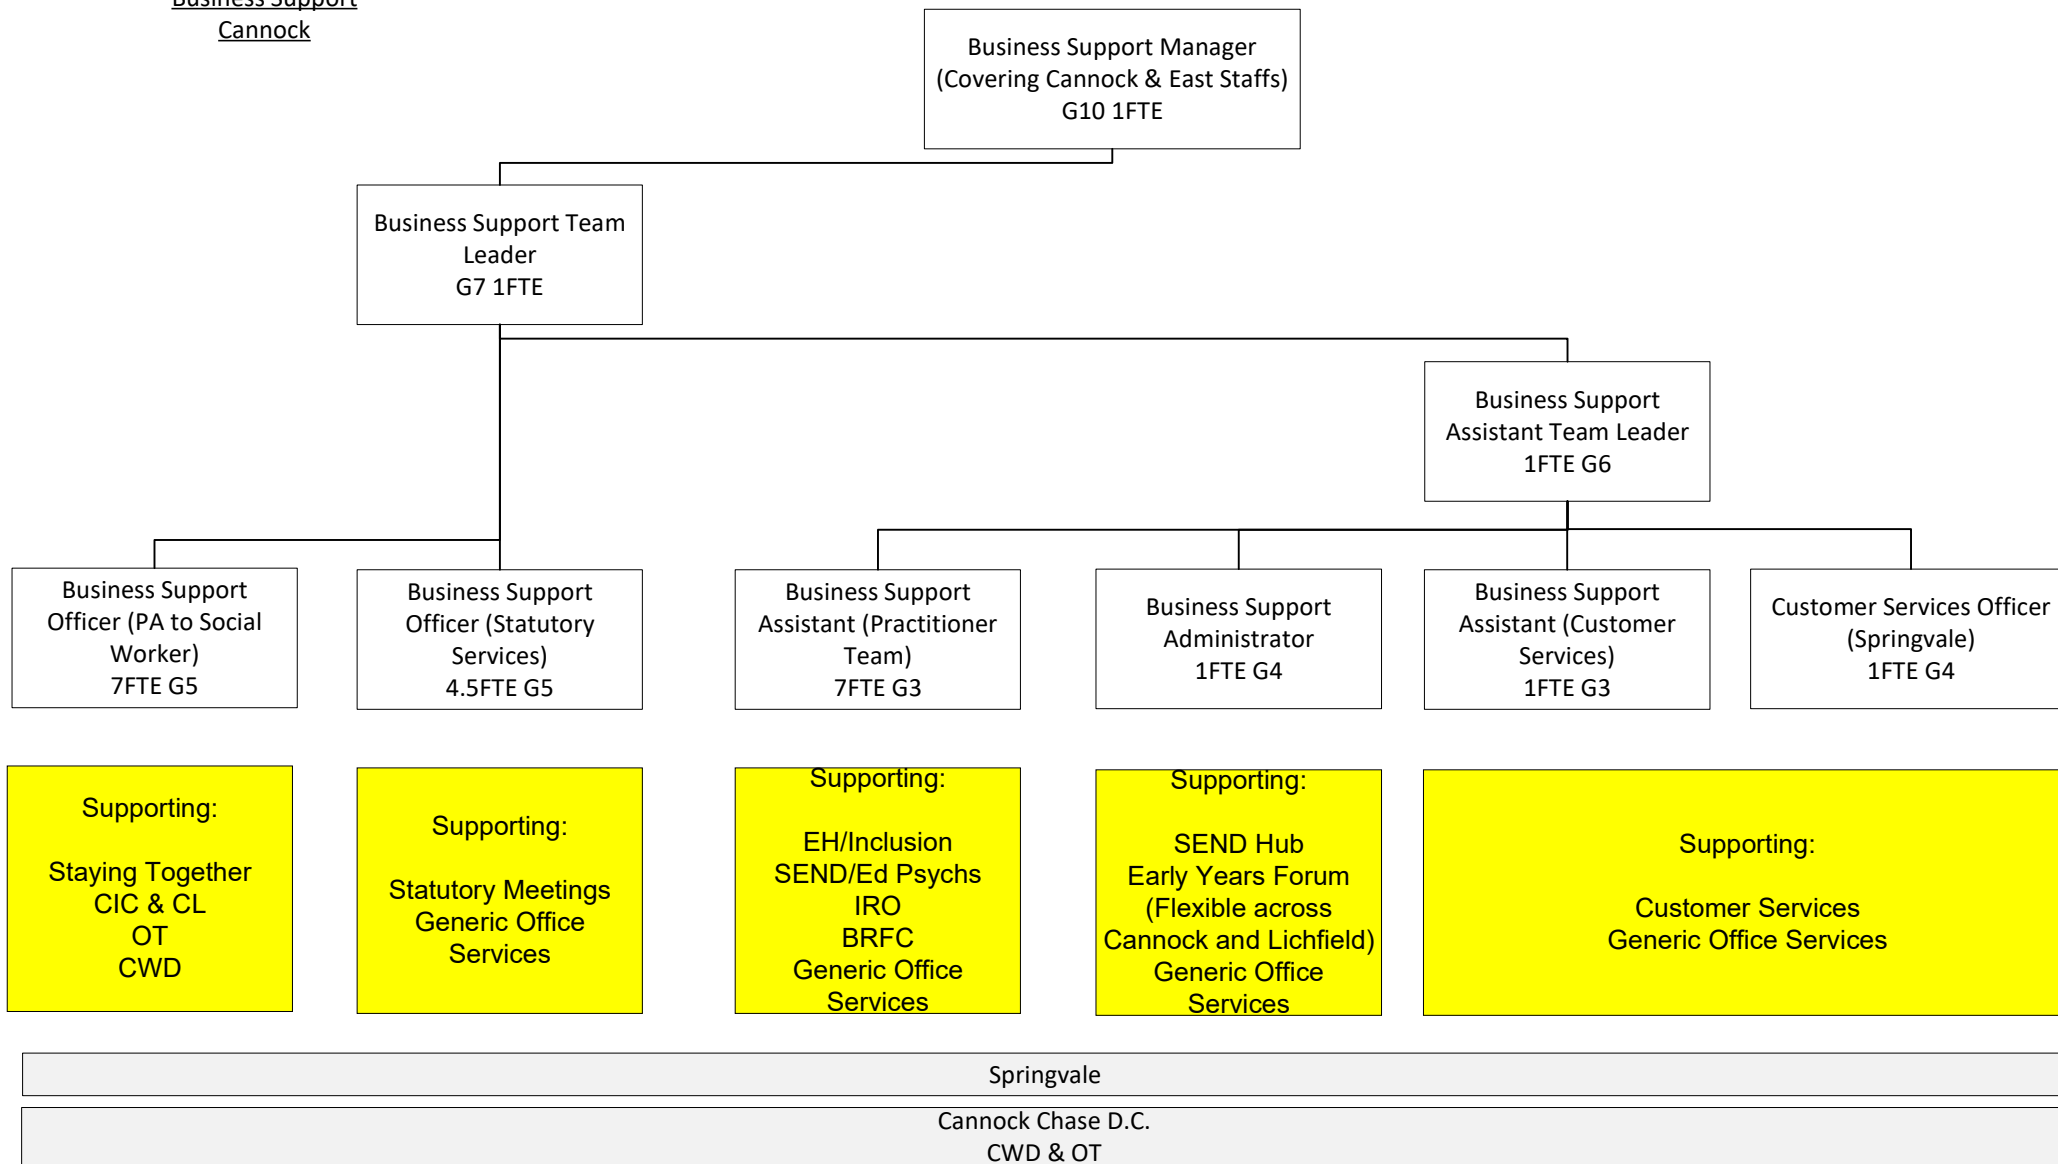 Business Support
Cannock
Business Support Manager
(Covering Cannock & East Staffs)
G10 1FTE
Business Support Team
Leader
G7 1FTE
Business Support
Assistant Team Leader
1FTE G6
Business Support
Officer (PA to Social
Worker)
7FTE G5
Business Support
Officer (Statutory
Services)
4.5FTE G5
Business Support
Assistant (Practitioner
Team)
7FTE G3
Business Support
Administrator
1FTE G4
Business Support
Assistant (Customer
Services)
1FTE G3
Customer Services Officer
(Springvale)
1FTE G4
Supporting:
Staying Together
CIC & CL
OT
CWD
Supporting:
Statutory Meetings
Generic Office
Services
Supporting:
EH/Inclusion
SEND/Ed Psychs
IRO
BRFC
Generic Office
Services
Supporting:
SEND Hub
Early Years Forum
(Flexible across
Cannock and Lichfield)
Generic Office
Services
Supporting:
Customer Services
Generic Office Services
Springvale
Cannock Chase D.C.
CWD & OT